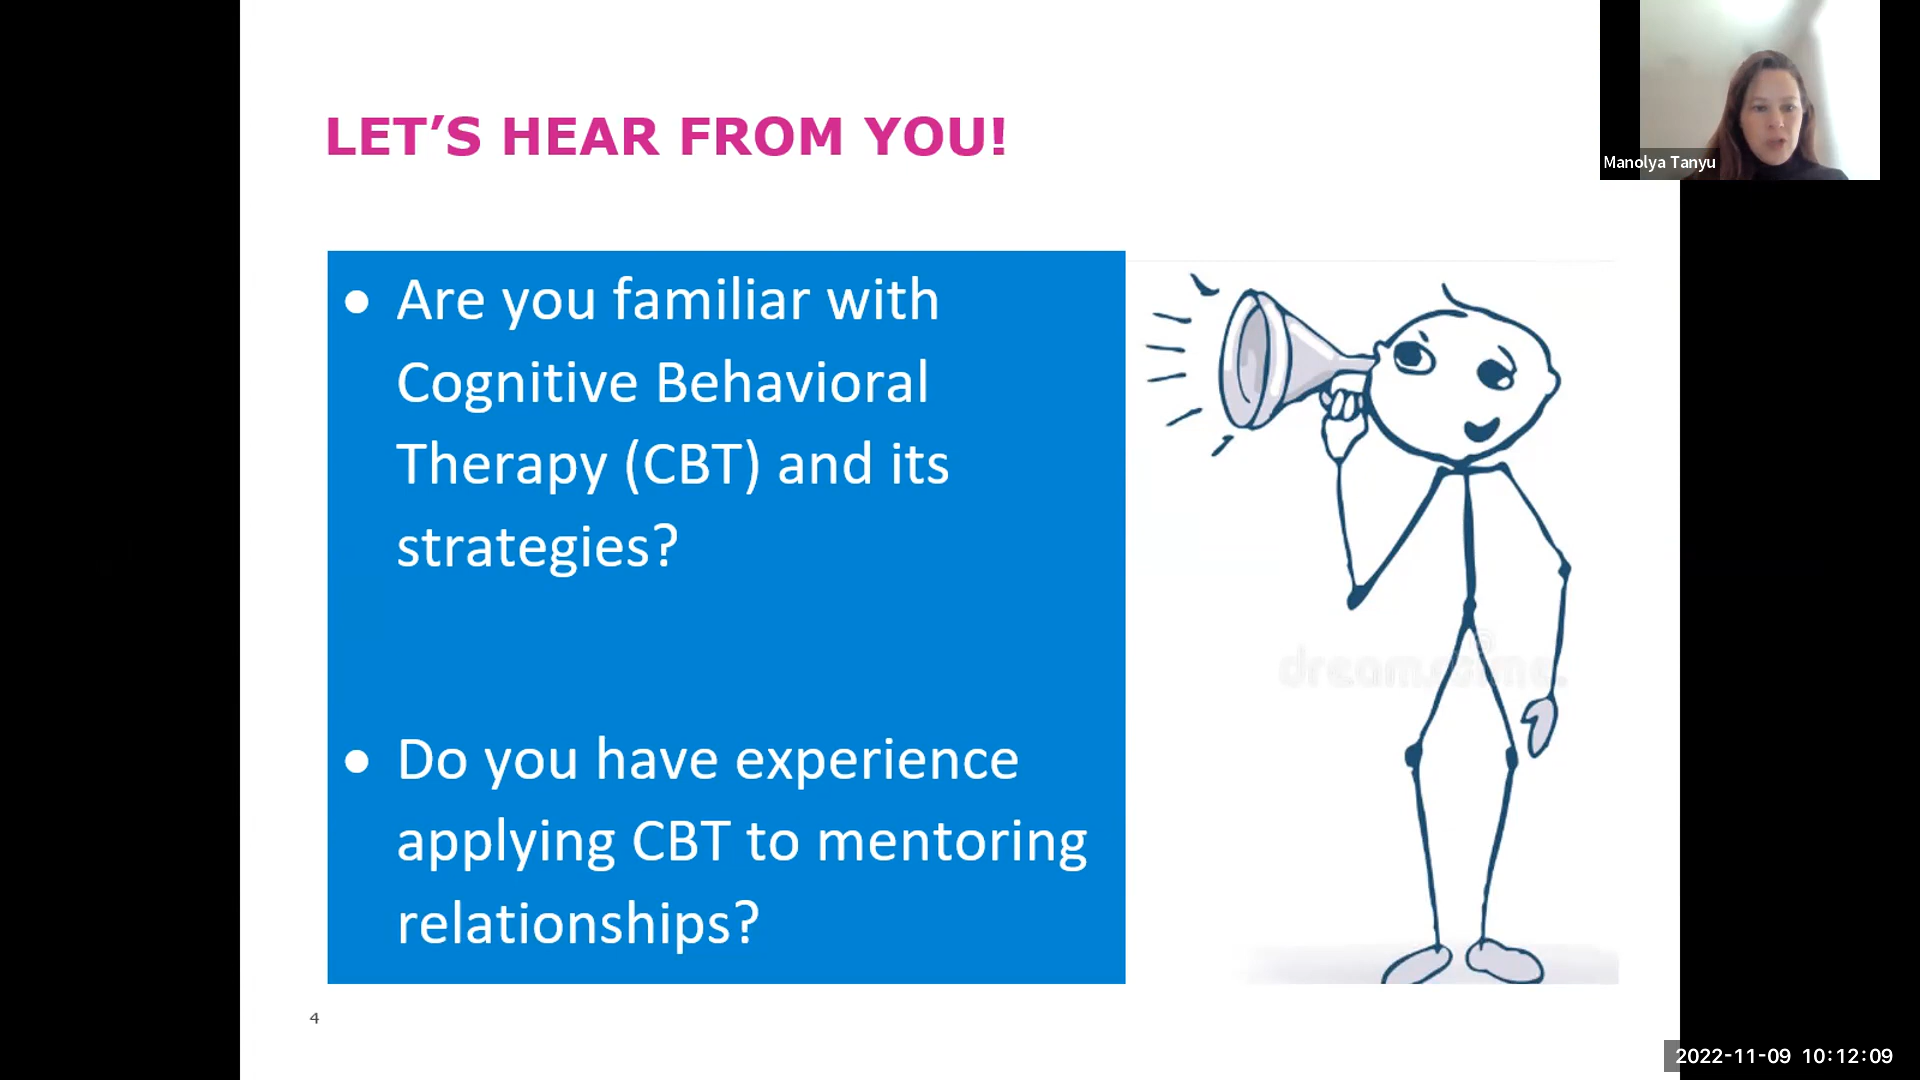 LET’S HEAR FROM YOU!
Manolya Tanyu
● Are you familiar with
Cognitive Behavioral
Therapy (CBT) and its
strategies?
● Do you have experience
applying CBT to mentoring
relationships?
4
2022-11-09 10:12:09